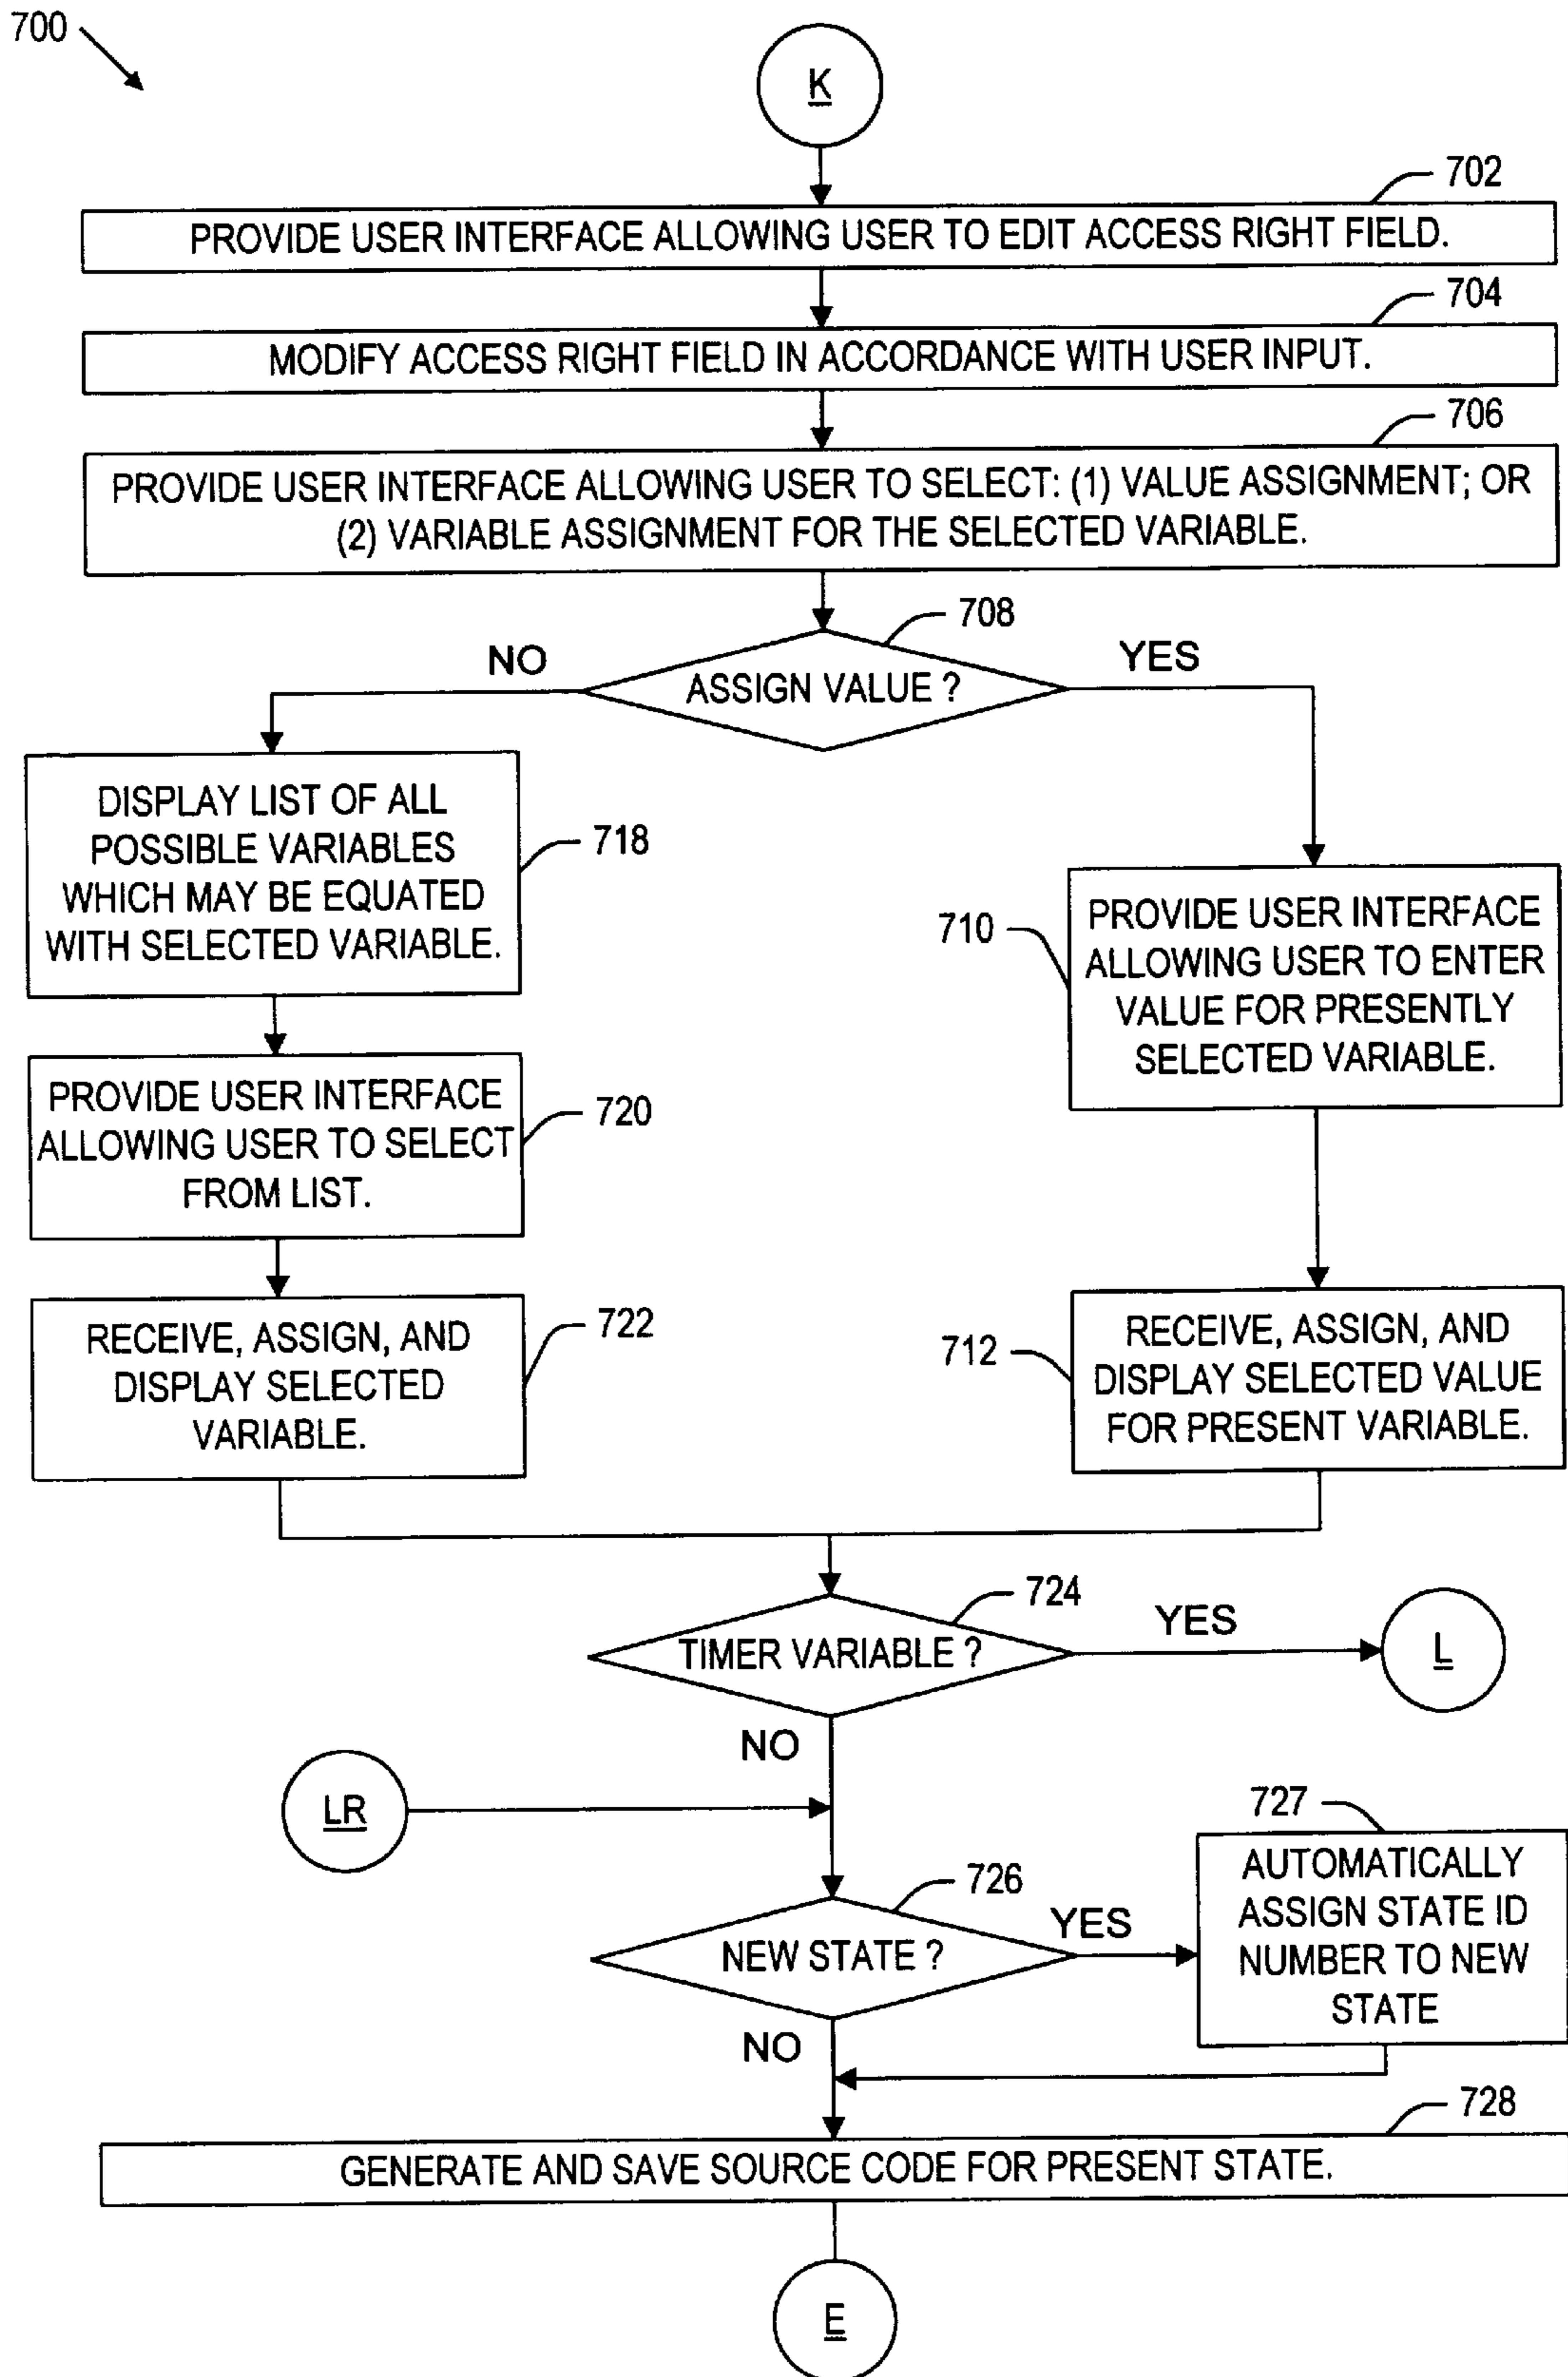 700
K
702
PROVIDE USER INTERFACE ALLOWING USER TO EDIT ACCESS RIGHT FIELD.
704
MODIFY ACCESS RIGHT FIELD IN ACCORDANCE WITH USER INPUT.
706
PROVIDE USER INTERFACE ALLOWING USER TO SELECT: (1) VALUE ASSIGNMENT; OR
(2) VARIABLE ASSIGNMENT FOR THE SELECTED VARIABLE.
708
NO
YES
ASSIGN VALUE ?
DISPLAY LIST OF ALL
POSSIBLE VARIABLES
WHICH MAY BE EQUATED
WITH SELECTED VARIABLE.
718
710
PROVIDE USER INTERFACE
ALLOWING USER TO ENTER
VALUE FOR PRESENTLY
SELECTED VARIABLE.
PROVIDE USER INTERFACE
ALLOWING USER TO SELECT
FROM LIST.
720
RECEIVE, ASSIGN, AND
DISPLAY SELECTED
VARIABLE.
722
712
RECEIVE, ASSIGN, AND
DISPLAY SELECTED VALUE
FOR PRESENT VARIABLE.
724
TIMER VARIABLE ?
YES
L
NO
LR
726
NEW STATE ?
YES
727
AUTOMATICALLY
ASSIGN STATE ID
NUMBER TO NEW
STATE
NO
728
GENERATE AND SAVE SOURCE CODE FOR PRESENT STATE.
E